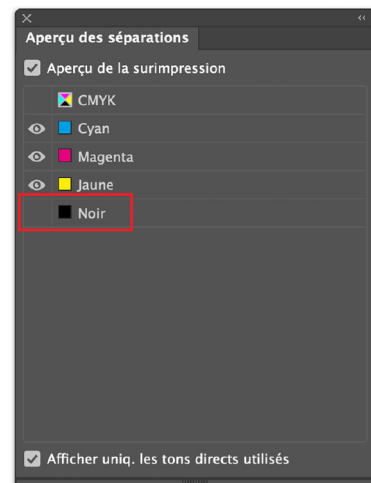 Aperçu des séparations
Aperçu de la surimpression
CMYK
Cyan
Magenta
Jaune
Noir
Afficher uniq. les tons directs utilisés